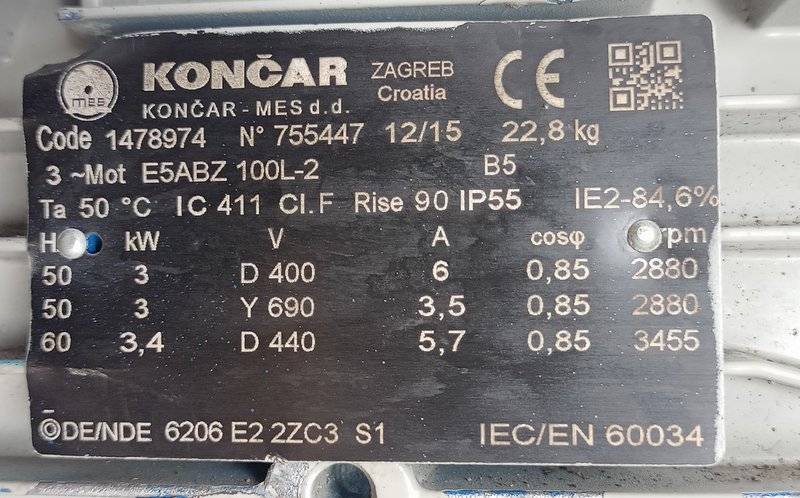 MES
KONČAR
ZAGREB
Croatia
CE
KONČAR - MES d.d.
Code 1478974 N° 755447 12/15 22,8 kg
3 ~Mot E5ABZ 100L-2 B5
Ta 50 °C IC 411 Cl.F Rise 90 IP55 IE2-84,6%
H kW V A cosφ rpm
50 3 D 400 6 0,85 2880
50 3 Y 690 3,5 0,85 2880
60 3,4 D 440 5,7 0,85 3455
©DE/NDE 6206 E2 2ZC3 S1 IEC/EN 60034